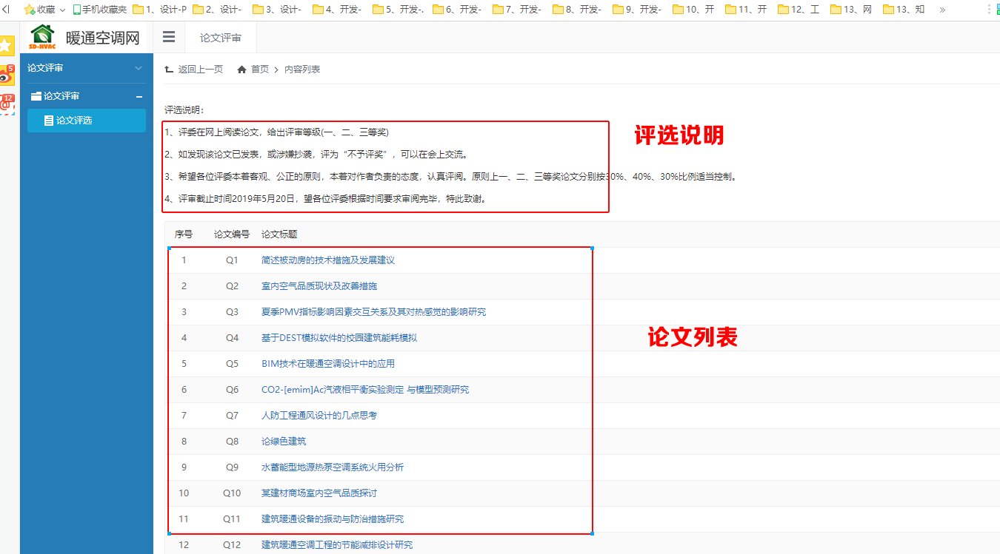 收藏 手机收藏夹 1、设计-P 2、设计- 3、设计- 4、开发- 5、开发-. 6、开发- 7、开发- 8、开发- 9、开发- 10、开 11、开 12、工 13、网 13、知 »
SD-HVAC 暖通空调网 论文评审
5
12
论文评审
论文评审
论文评选
返回上一页 首页 内容列表
评选说明：
1、评委在网上阅读论文，给出评审等级(一、二、三等奖)
评选说明
2、如发现该论文已发表，或涉嫌抄袭，评为“不予评奖”，可以在会上交流。
3、希望各位评委本着客观、公正的原则，本着对作者负责的态度，认真评阅。原则上一、二、三等奖论文分别按30%、40%、30%比例适当控制。
4、评审截止时间2019年5月20日，望各位评委根据时间要求审阅完毕，特此致谢。
序号 论文编号 论文标题
1 Q1 简述被动房的技术措施及发展建议
2 Q2 室内空气品质现状及改善措施
3 Q3 夏季PMV指标影响因素交互关系及其对热感觉的影响研究
4 Q4 基于DEST模拟软件的校园建筑能耗模拟
论文列表
5 Q5 BIM技术在暖通空调设计中的应用
6 Q6 CO2-[emim]Ac汽液相平衡实验测定 与模型预测研究
7 Q7 人防工程通风设计的几点思考
8 Q8 论绿色建筑
9 Q9 水蓄能型地源热泵空调系统火用分析
10 Q10 某建材商场室内空气品质探讨
11 Q11 建筑暖通设备的振动与防治措施研究
12 Q12 建筑暖通空调工程的节能减排设计研究